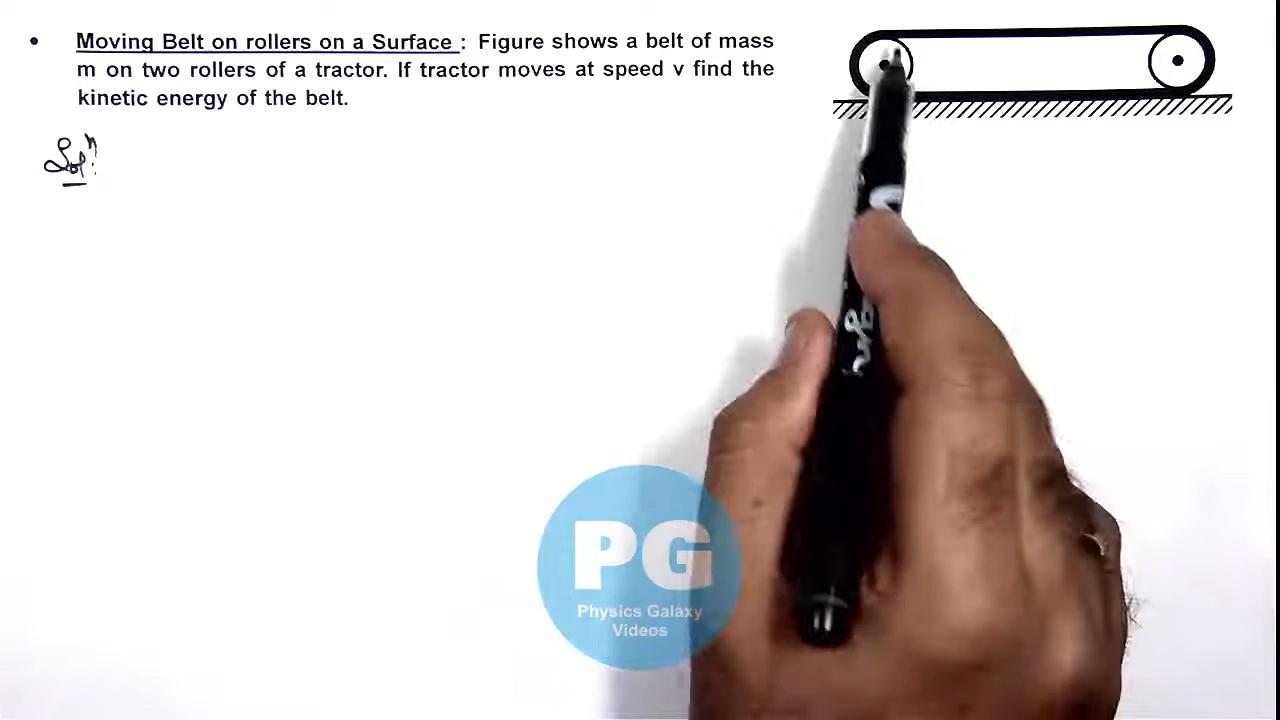 • Moving Belt on rollers on a Surface : Figure shows a belt of mass
m on two rollers of a tractor. If tractor moves at speed v find the
kinetic energy of the belt.
Solⁿ:
PG
Physics Galaxy
Videos